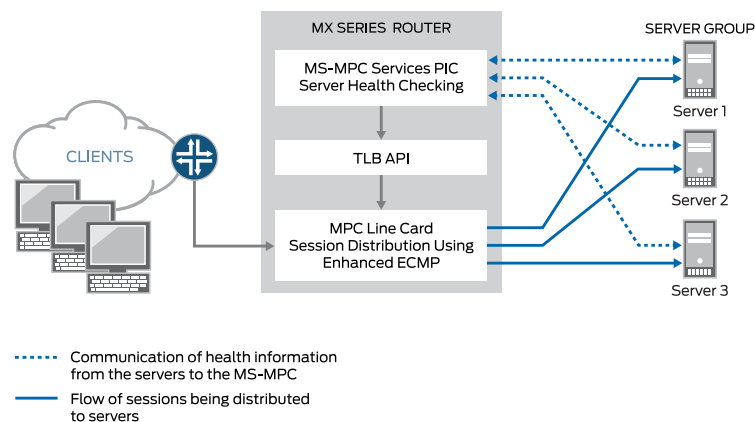 MX SERIES ROUTER
SERVER GROUP
MS-MPC Services PIC
Server Health Checking
Server 1
CLIENTS
TLB API
Server 2
MPC Line Card
Session Distribution Using
Enhanced ECMP
Server 3
Communication of health information
from the servers to the MS-MPC
Flow of sessions being distributed
to servers